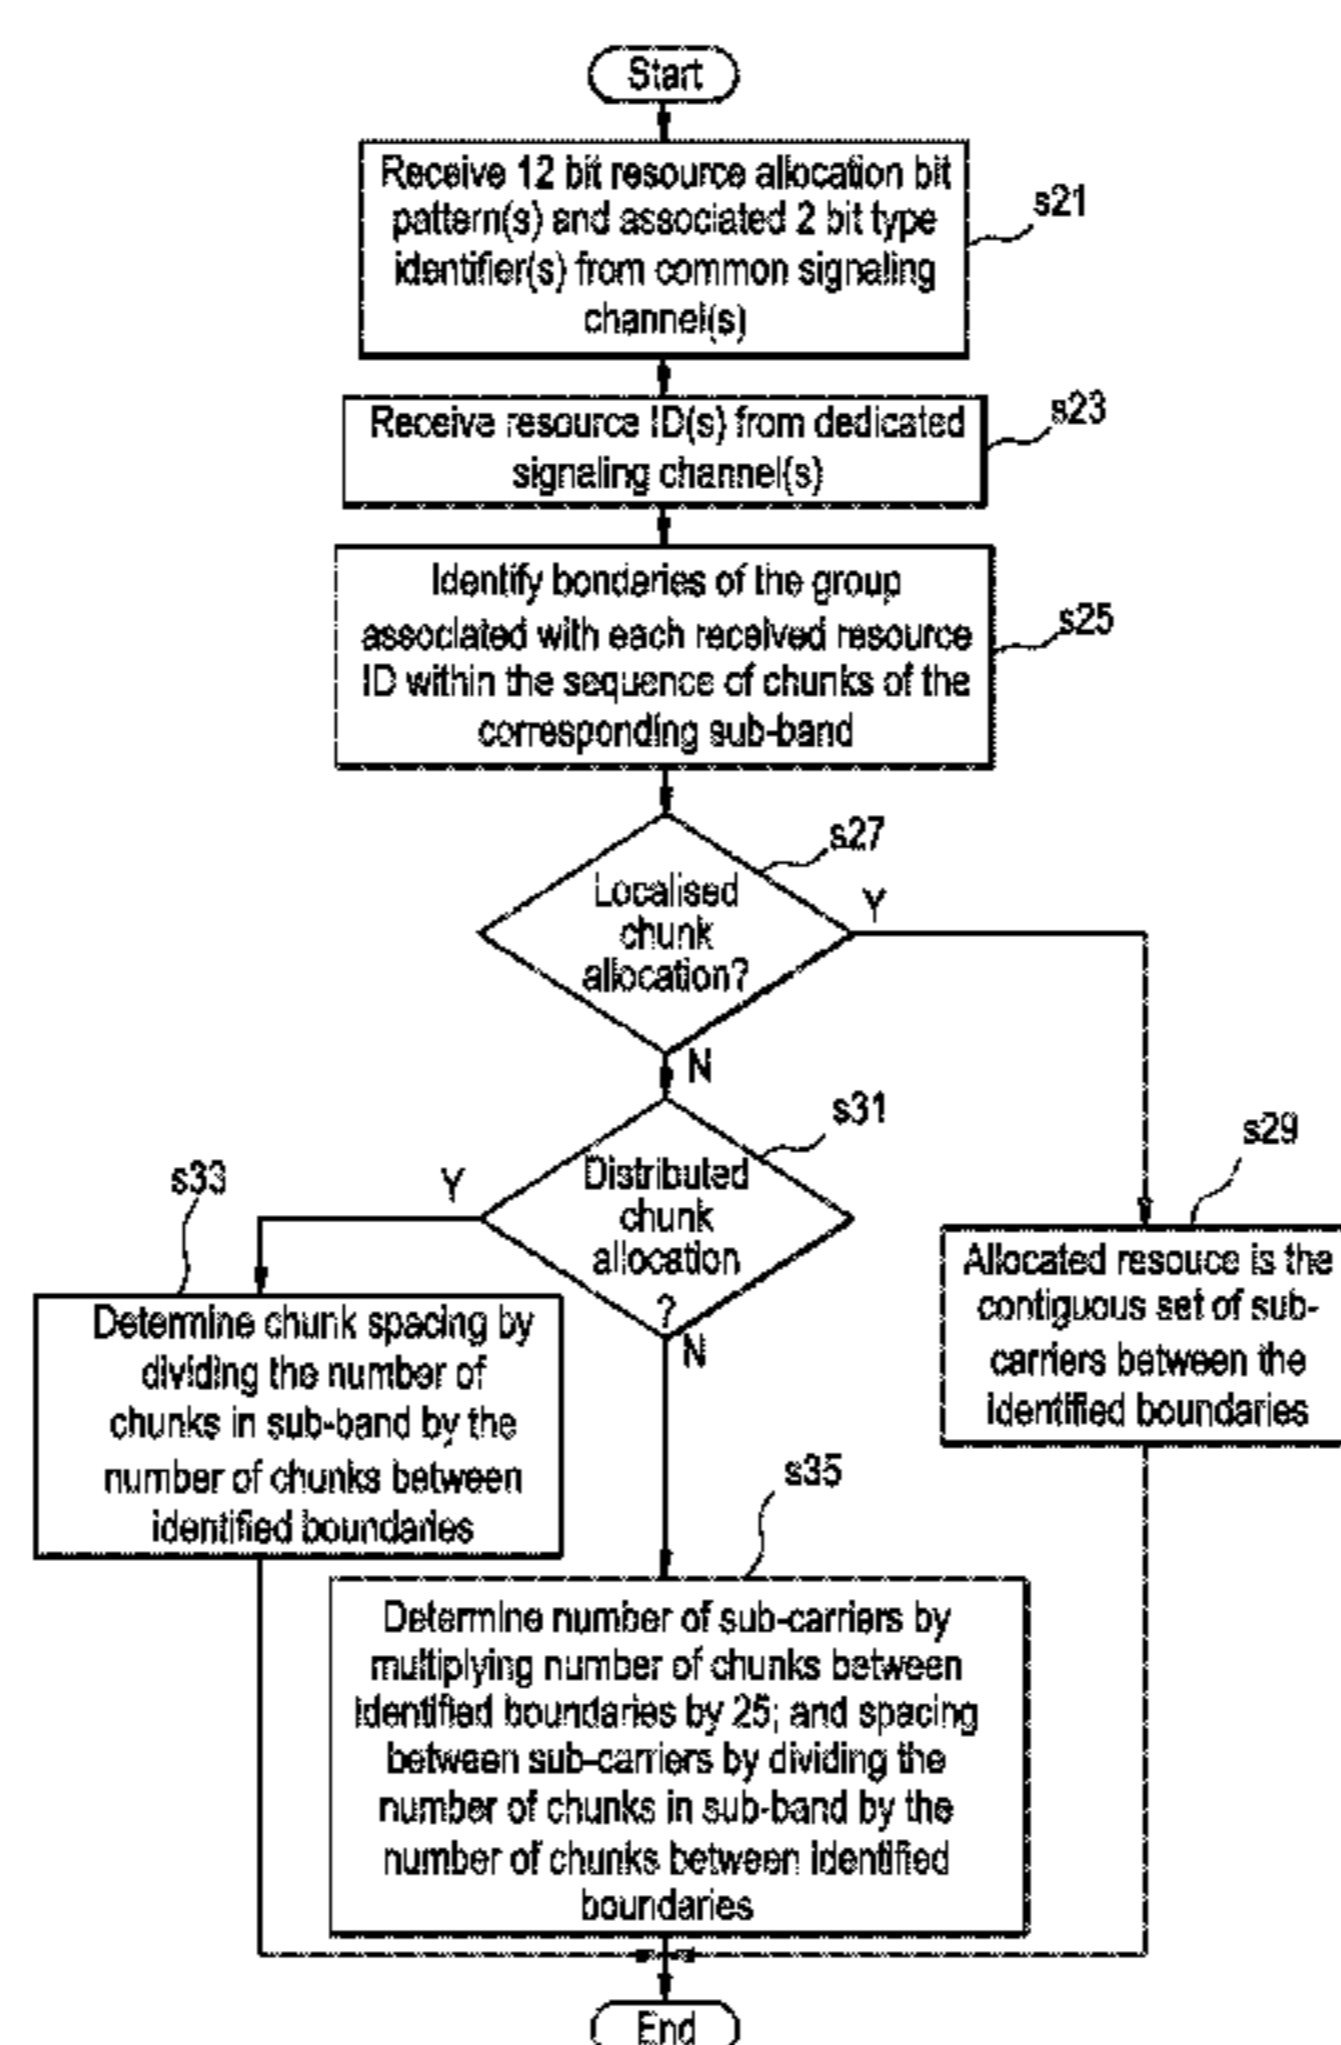 Start
Receive 12 bit resource allocation bit
pattern(s) and associated 2 bit type
identifier(s) from common signaling
channel(s)
s21
Receive resource ID(s) from dedicated
signaling channel(s)
s23
Identify bondaries of the group
associated with each received resource
ID within the sequence of chunks of the
corresponding sub-band
s25
s27
Localised
chunk
allocation?
Y
N
s31
Distributed
chunk
allocation
?
Y
N
s33
Determine chunk spacing by
dividing the number of
chunks in sub-band by the
number of chunks between
identified boundaries
s29
Allocated resouce is the
contiguous set of sub-
carriers between the
identified boundaries
s35
Determine number of sub-carriers by
multiplying number of chunks between
identified boundaries by 25; and spacing
between sub-carriers by dividing the
number of chunks in sub-band by the
number of chunks between identified
boundaries
End